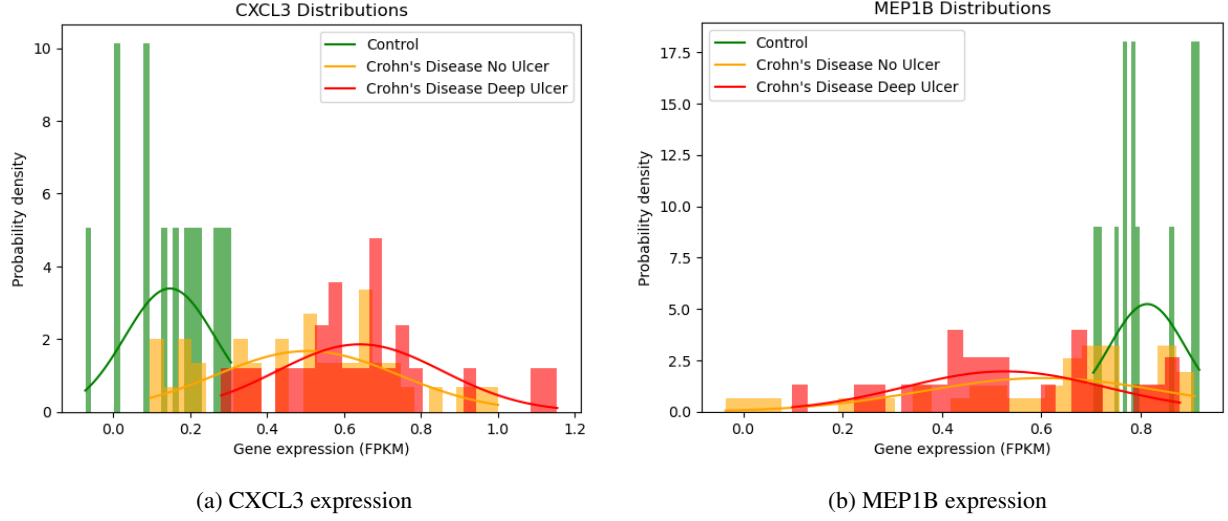 CXCL3 Distributions
Control
Crohn's Disease No Ulcer
Crohn's Disease Deep Ulcer
10
8
6
4
2
0
Probability density
0.0 0.2 0.4 0.6 0.8 1.0 1.2
Gene expression (FPKM)
(a) CXCL3 expression
MEP1B Distributions
Control
Crohn's Disease No Ulcer
Crohn's Disease Deep Ulcer
17.5
15.0
12.5
10.0
7.5
5.0
2.5
0.0
Probability density
0.0 0.2 0.4 0.6 0.8
Gene expression (FPKM)
(b) MEP1B expression